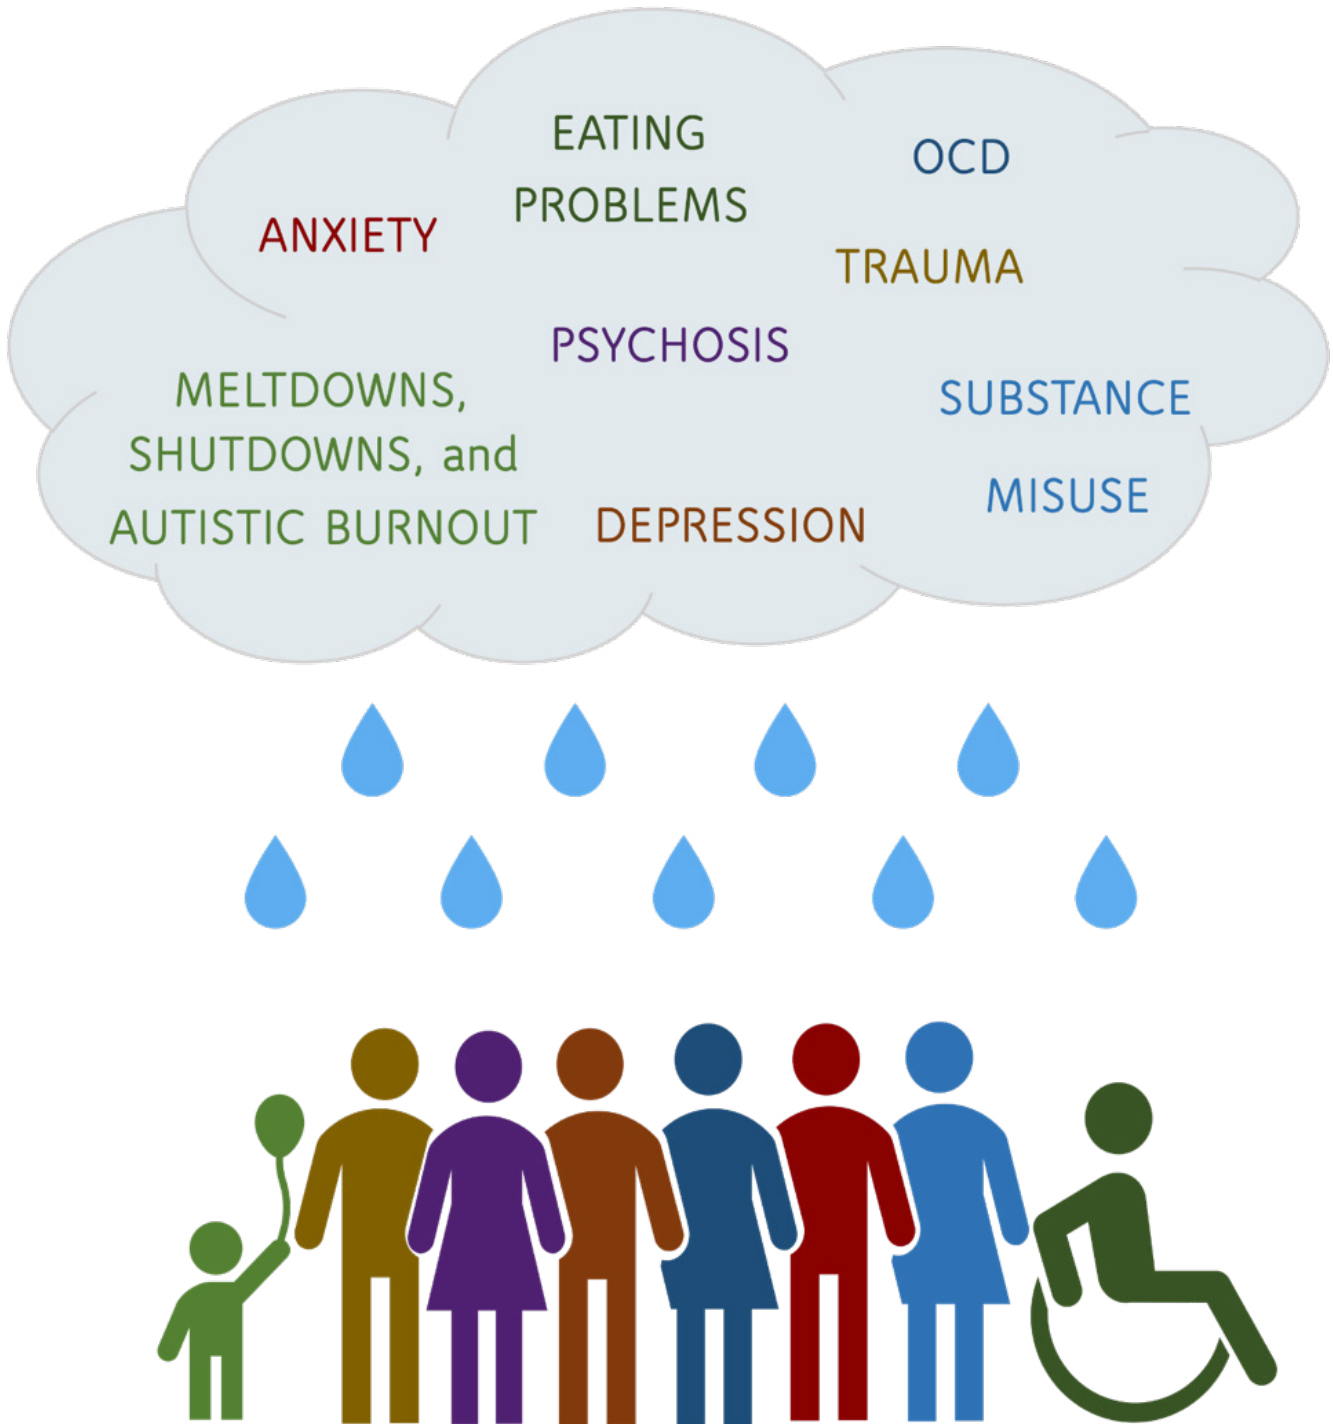 EATING
PROBLEMS
OCD
ANXIETY
TRAUMA
PSYCHOSIS
MELTDOWNS,
SHUTDOWNS, and
AUTISTIC BURNOUT
SUBSTANCE
MISUSE
DEPRESSION